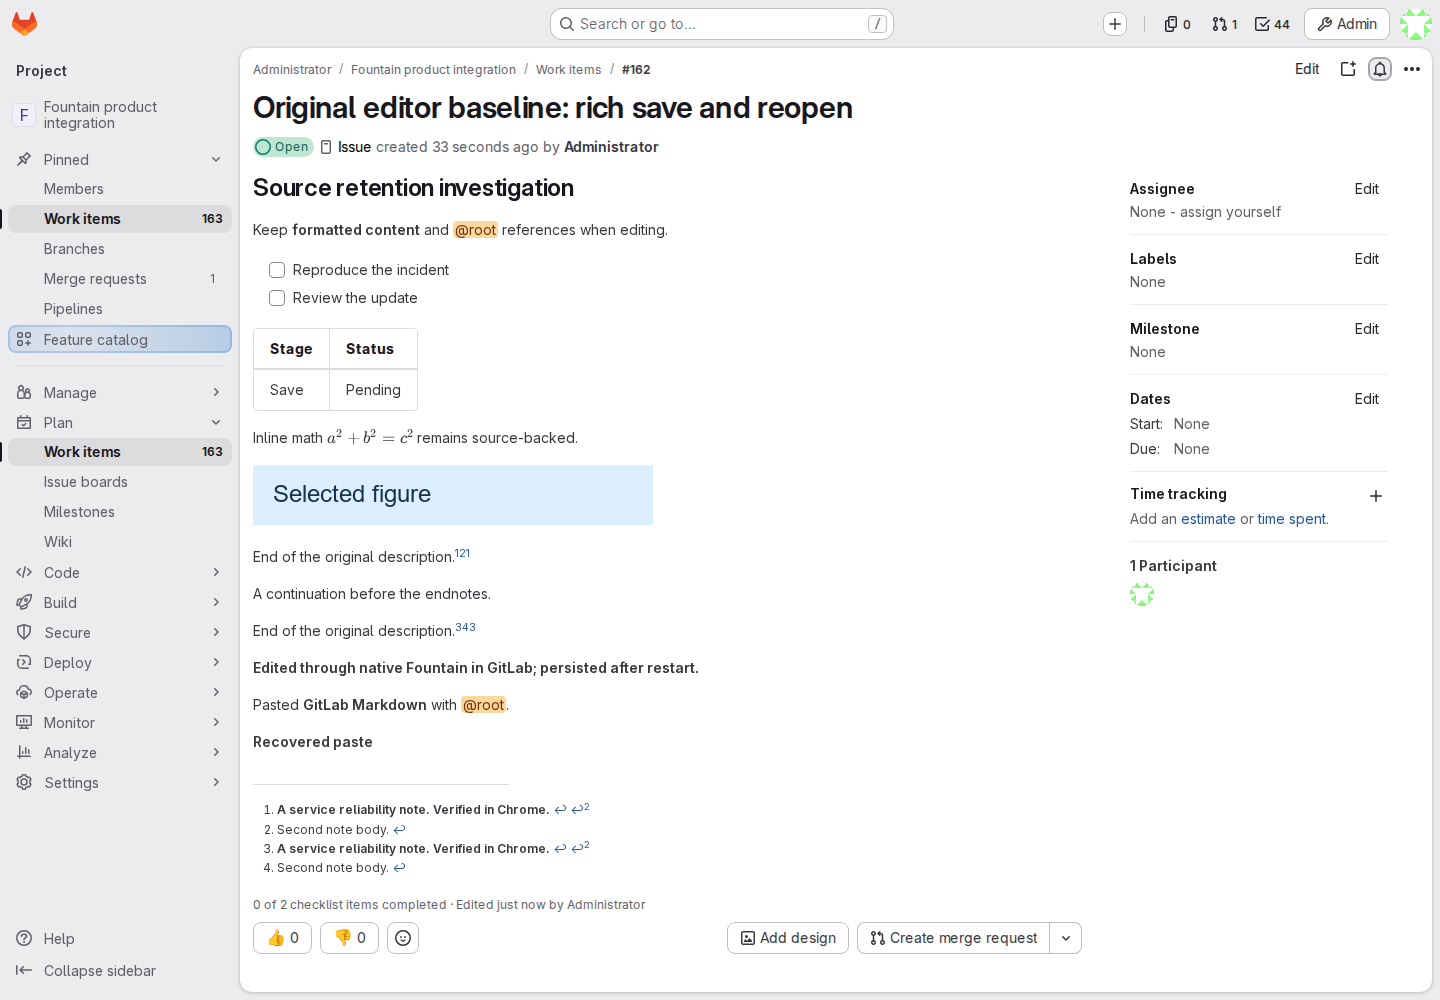 Search or go to...
/
0
1
44
Admin
Project
F
Fountain product integration
Pinned
Members
Work items 163
Branches
Merge requests 1
Pipelines
Feature catalog
Manage
Plan
Work items 163
Issue boards
Milestones
Wiki
Code
Build
Secure
Deploy
Operate
Monitor
Analyze
Settings
Help
Collapse sidebar
Administrator / Fountain product integration / Work items / #162
Edit
Original editor baseline: rich save and reopen
Open Issue created 33 seconds ago by Administrator
Source retention investigation
Keep formatted content and @root references when editing.
Reproduce the incident
Review the update
Stage Status
Save Pending
Inline math a² + b² = c² remains source-backed.
Selected figure
End of the original description.¹²¹
A continuation before the endnotes.
End of the original description.³⁴³
Edited through native Fountain in GitLab; persisted after restart.
Pasted GitLab Markdown with @root.
Recovered paste
1. A service reliability note. Verified in Chrome. ↩ ↩²
2. Second note body. ↩
3. A service reliability note. Verified in Chrome. ↩ ↩²
4. Second note body. ↩
0 of 2 checklist items completed · Edited just now by Administrator
👍 0
👎 0
Add design
Create merge request
Assignee Edit
None - assign yourself
Labels Edit
None
Milestone Edit
None
Dates Edit
Start: None
Due: None
Time tracking
Add an estimate or time spent.
1 Participant